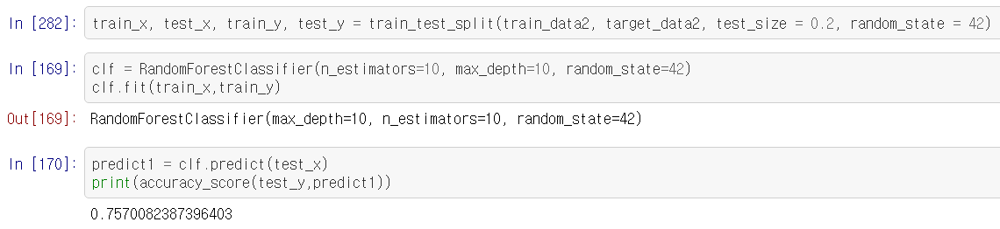 In [282]: train_x, test_x, train_y, test_y = train_test_split(train_data2, target_data2, test_size = 0.2, random_state = 42)
In [169]: clf = RandomForestClassifier(n_estimators=10, max_depth=10, random_state=42)
clf.fit(train_x,train_y)
Out[169]: RandomForestClassifier(max_depth=10, n_estimators=10, random_state=42)
In [170]: predict1 = clf.predict(test_x)
print(accuracy_score(test_y,predict1))
0.7570082387396403